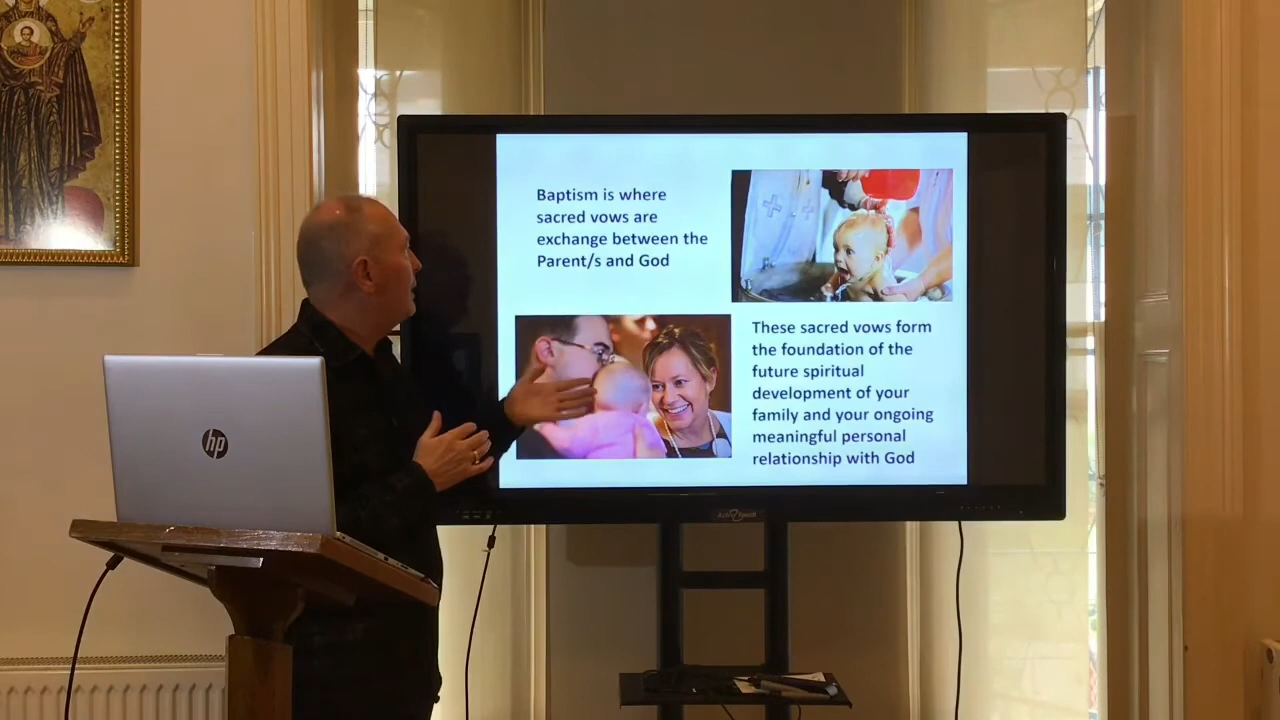 Baptism is where
sacred vows are
exchange between the
Parent/s and God
These sacred vows form
the foundation of the
future spiritual
development of your
family and your ongoing
meaningful personal
relationship with God
hp